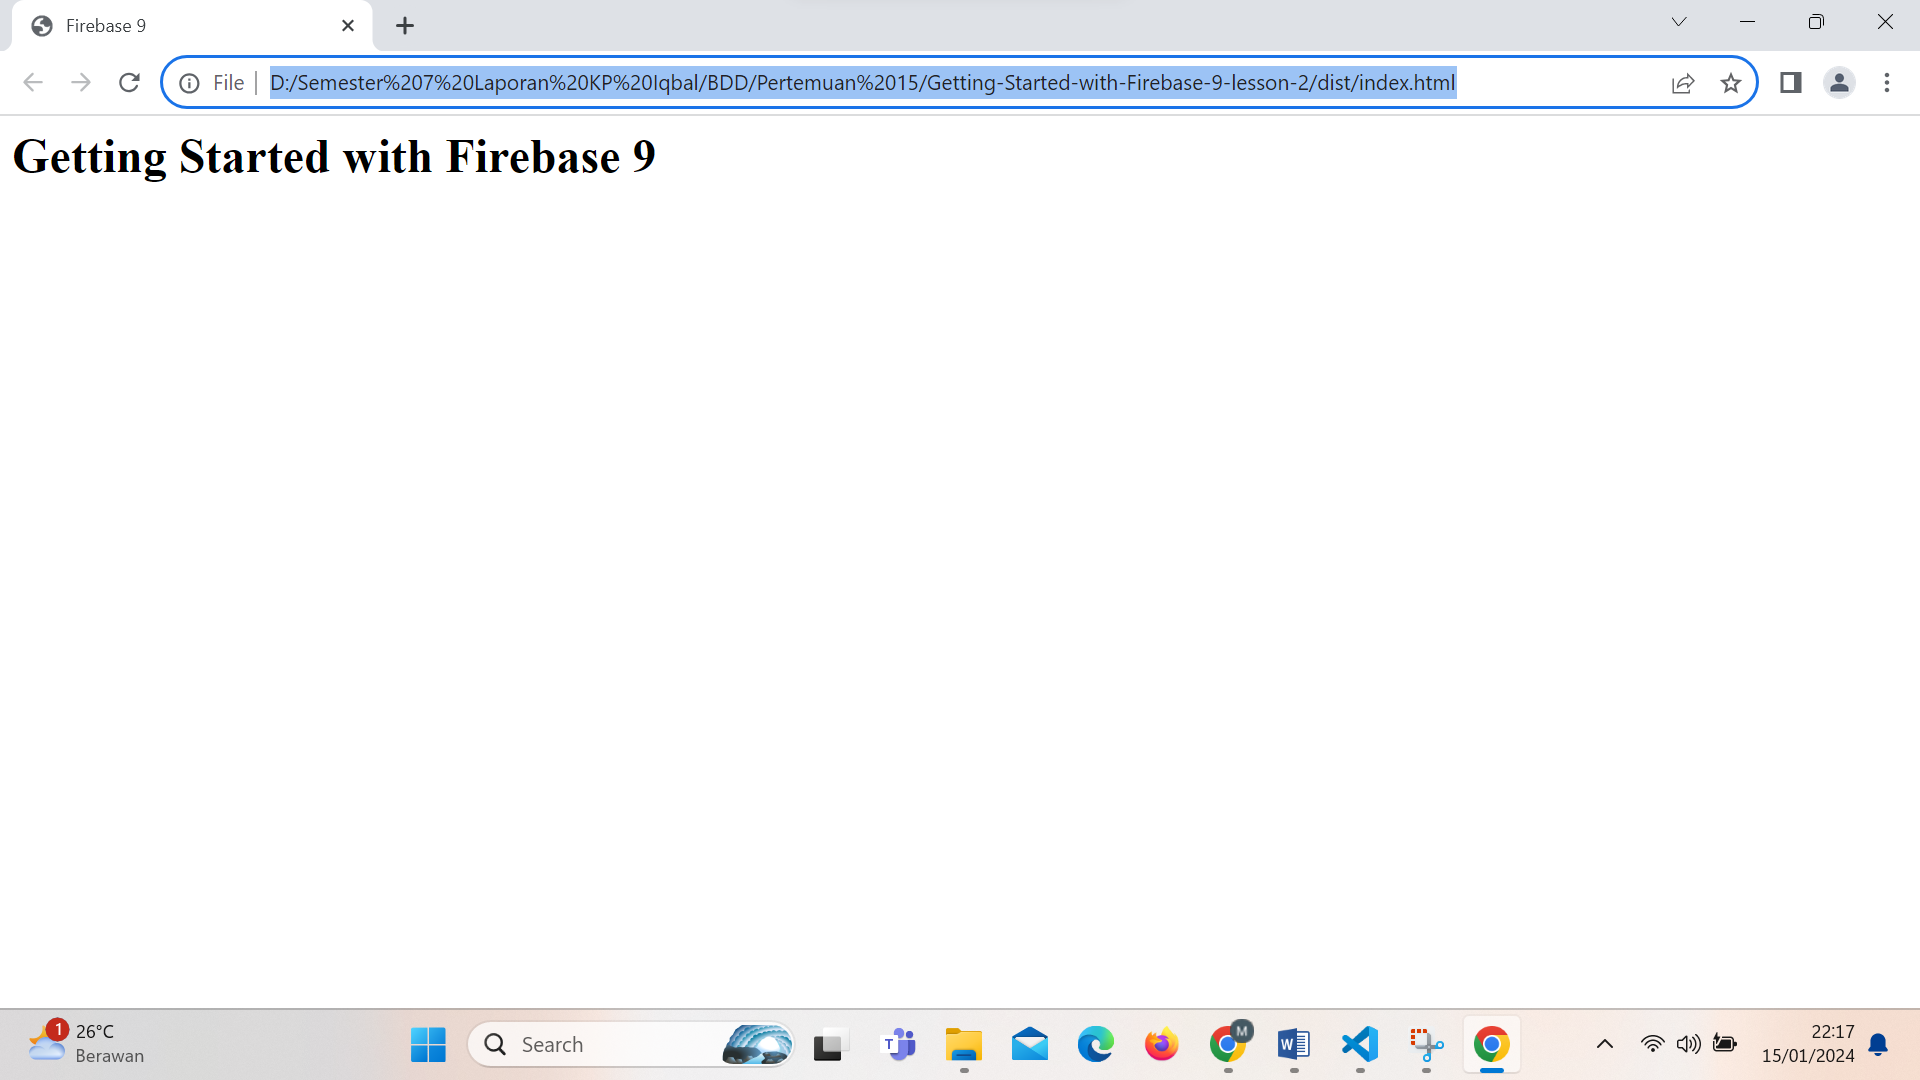 Firebase 9
File
D:/Semester%207%20Laporan%20KP%20Iqbal/BDD/Pertemuan%2015/Getting-Started-with-Firebase-9-lesson-2/dist/index.html
Getting Started with Firebase 9
1
26°C
Berawan
Search
T
M
W
22:17
15/01/2024